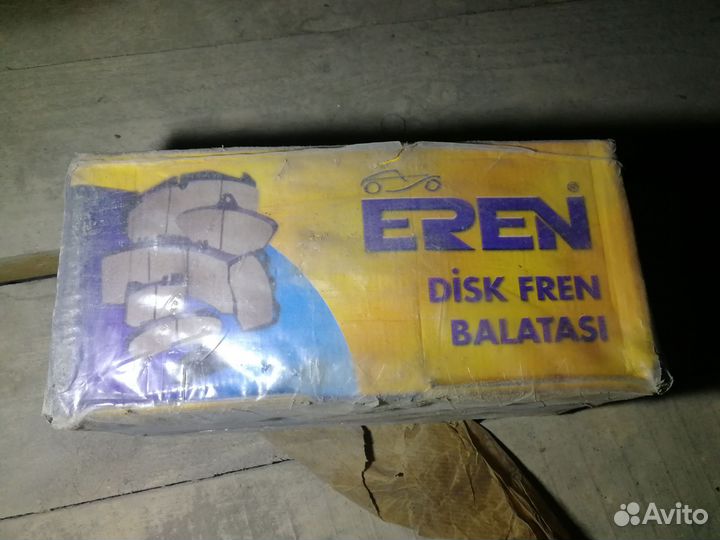 EREN®
DİSK FREN
BALATASI
Avito